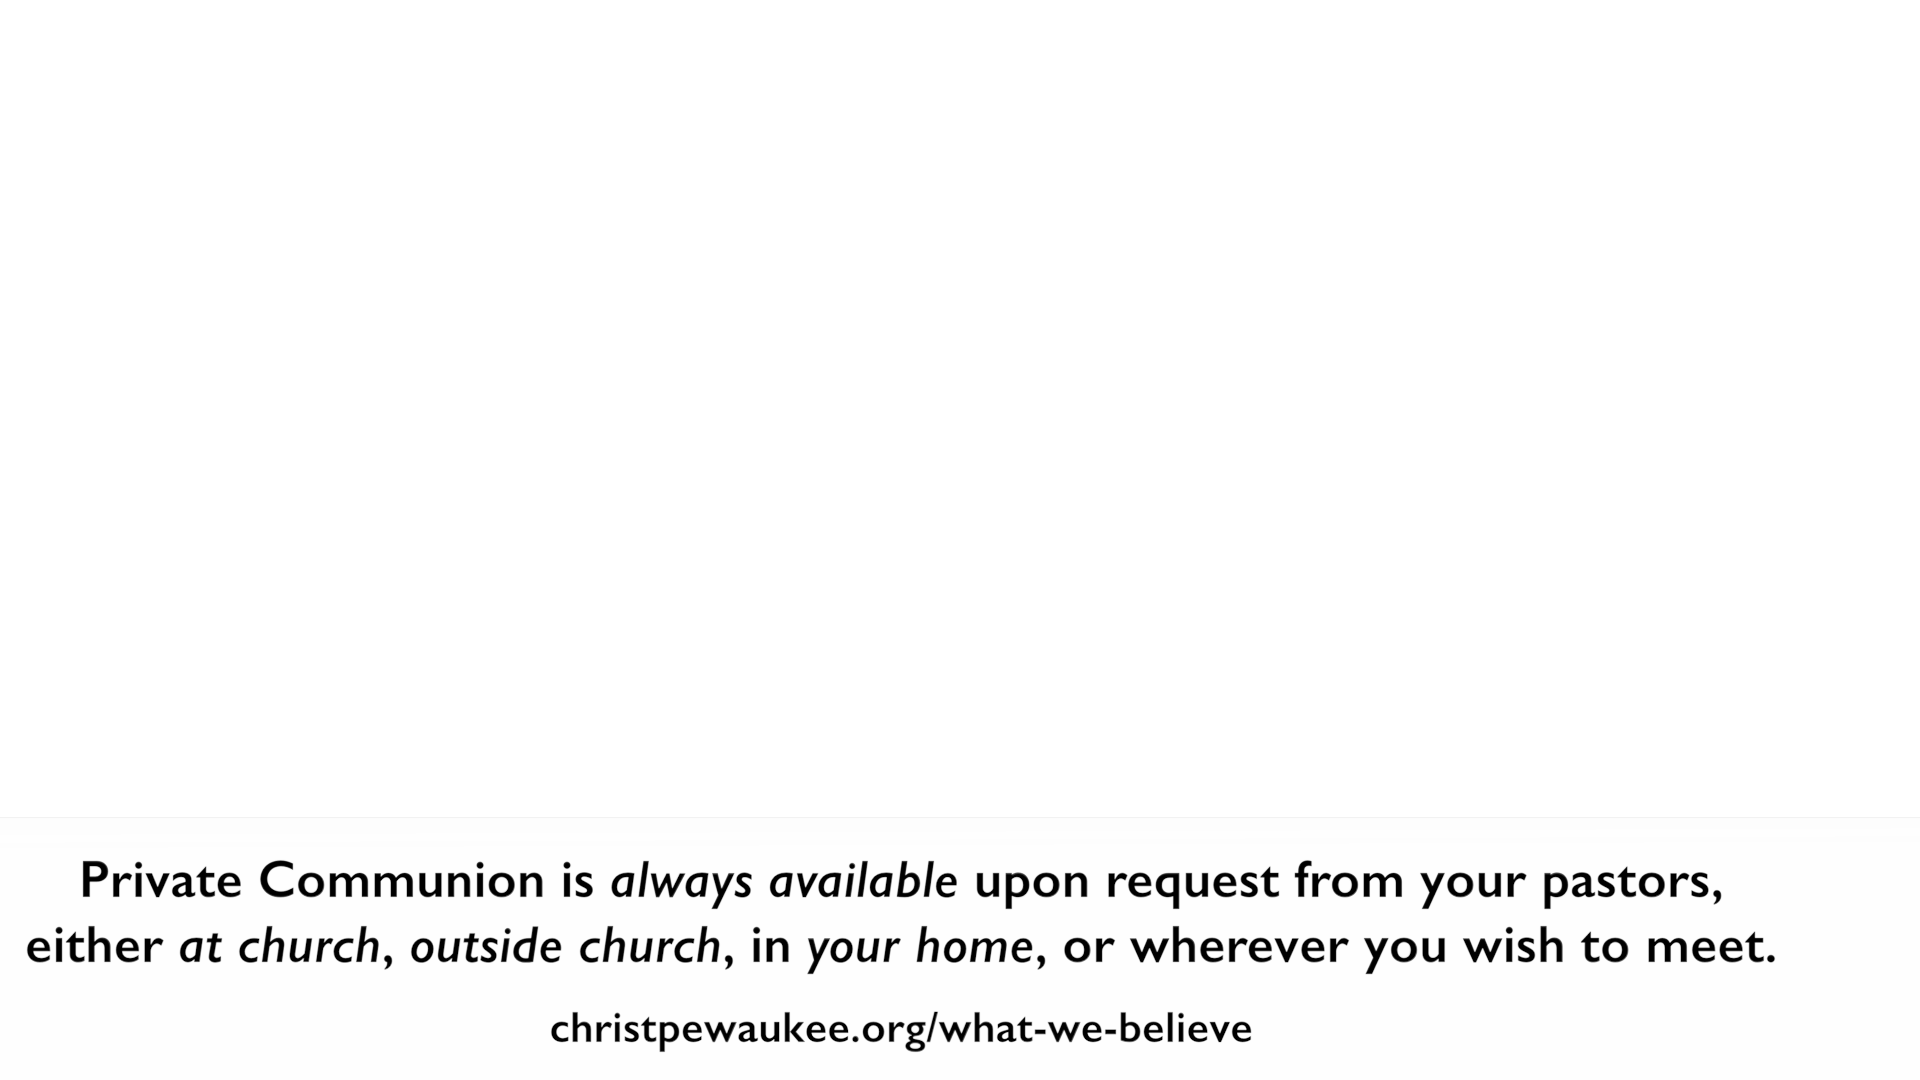 Private Communion is always available upon request from your pastors,
either at church, outside church, in your home, or wherever you wish to meet.
christpewaukee.org/what-we-believe